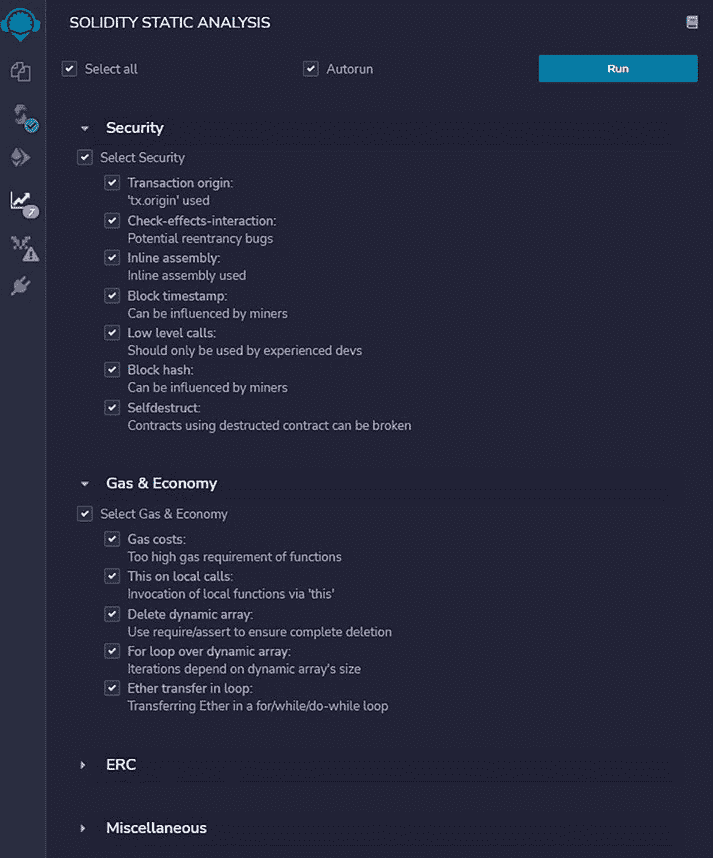 SOLIDITY STATIC ANALYSIS
Select all
Autorun
Run
Security
Select Security
Transaction origin:
'tx.origin' used
Check-effects-interaction:
Potential reentrancy bugs
Inline assembly:
Inline assembly used
Block timestamp:
Can be influenced by miners
Low level calls:
Should only be used by experienced devs
Block hash:
Can be influenced by miners
Selfdestruct:
Contracts using destructed contract can be broken
7
Gas & Economy
Select Gas & Economy
Gas costs:
Too high gas requirement of functions
This on local calls:
Invocation of local functions via 'this'
Delete dynamic array:
Use require/assert to ensure complete deletion
For loop over dynamic array:
Iterations depend on dynamic array's size
Ether transfer in loop:
Transferring Ether in a for/while/do-while loop
ERC
Miscellaneous